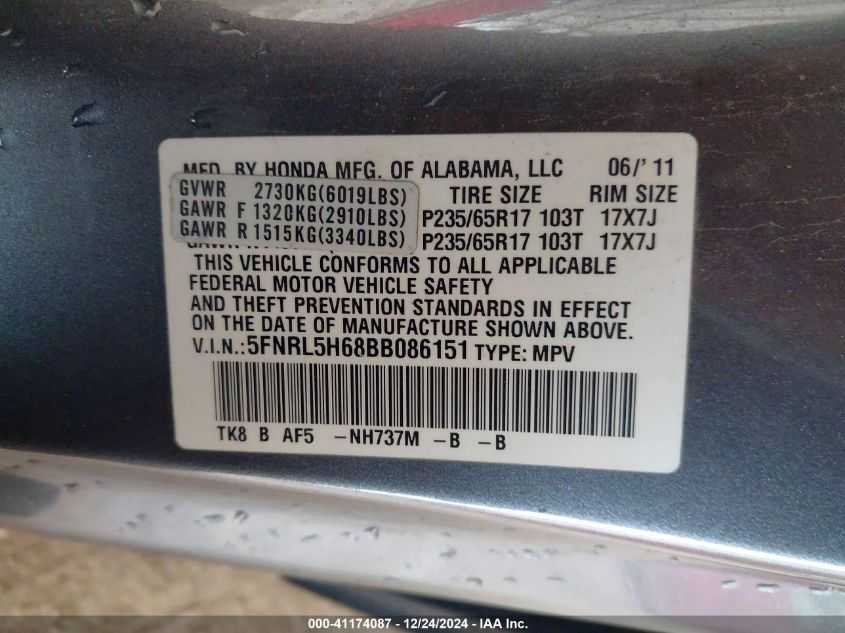 MFD. BY HONDA MFG. OF ALABAMA, LLC 06/'11
GVWR 2730KG(6019LBS) TIRE SIZE RIM SIZE
GAWR F 1320KG(2910LBS) P235/65R17 103T 17X7J
GAWR R 1515KG(3340LBS) P235/65R17 103T 17X7J
THIS VEHICLE CONFORMS TO ALL APPLICABLE
FEDERAL MOTOR VEHICLE SAFETY
AND THEFT PREVENTION STANDARDS IN EFFECT
ON THE DATE OF MANUFACTURE SHOWN ABOVE.
V.I.N.:5FNRL5H68BB086151 TYPE: MPV
TK8 B AF5 -NH737M -B -B
000-41174087 - 12/24/2024 - IAA Inc.